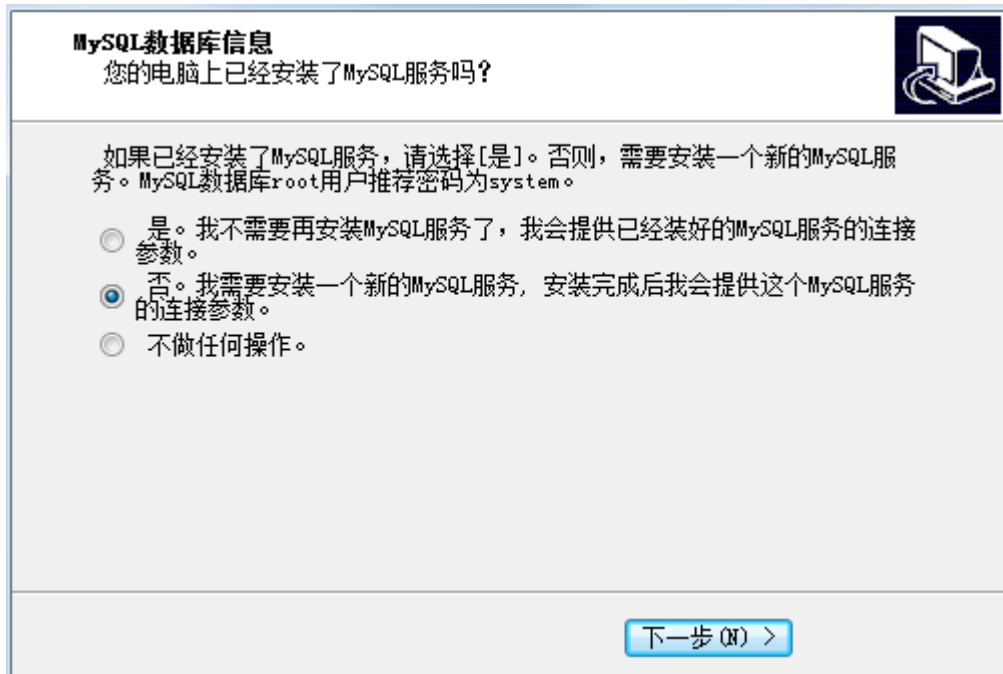 MySQL数据库信息
您的电脑上已经安装了MySQL服务吗?
如果已经安装了MySQL服务，请选择[是]。否则，需要安装一个新的MySQL服
务。MySQL数据库root用户推荐密码为system。
是。我不需要再安装MySQL服务了，我会提供已经装好的MySQL服务的连接
参数。
否。我需要安装一个新的MySQL服务, 安装完成后我会提供这个MySQL服务
的连接参数。
不做任何操作。
下一步(N) >